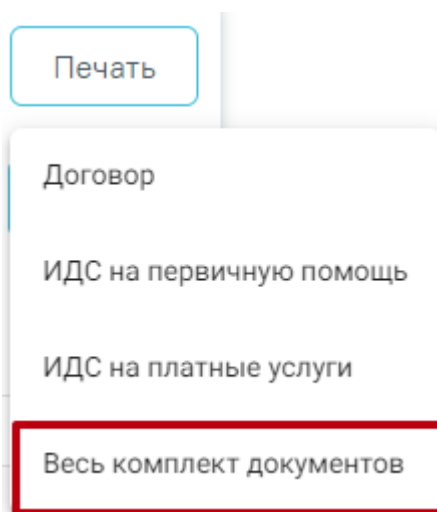 Печать
Договор
ИДС на первичную помощь
ИДС на платные услуги
Весь комплект документов